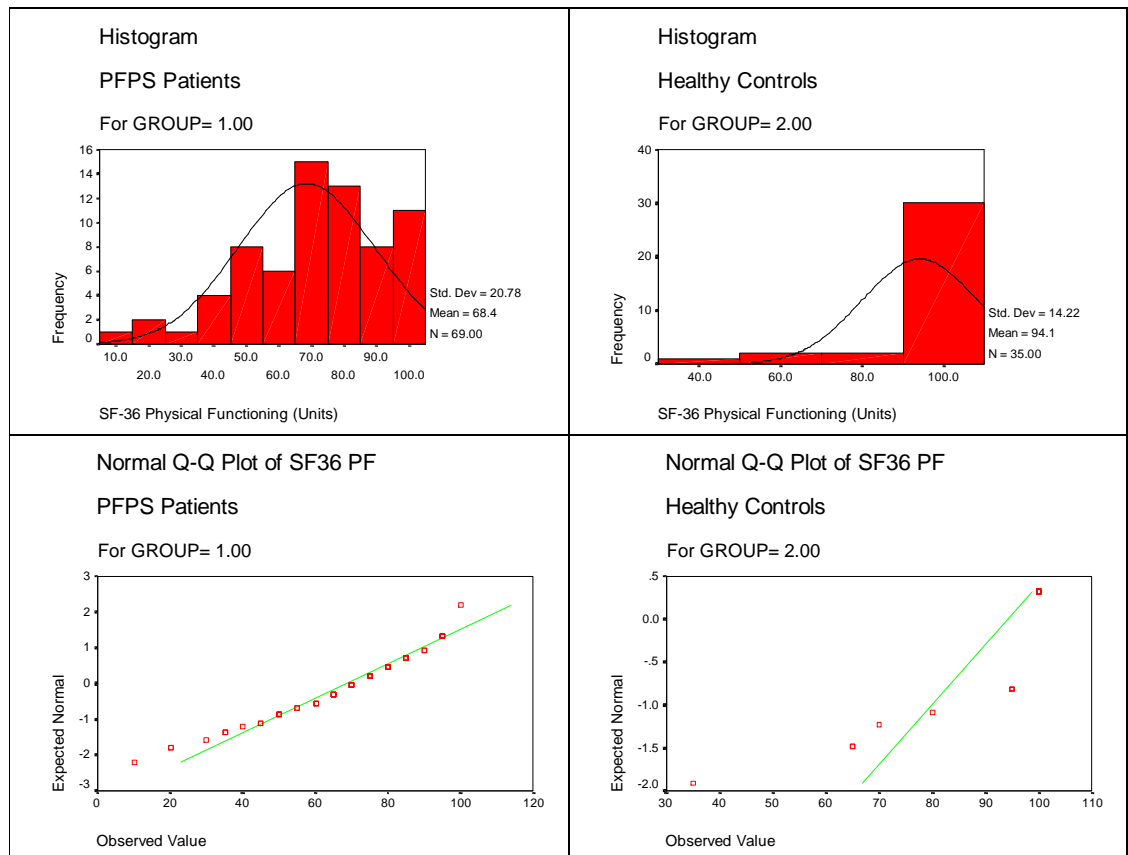 Histogram
PFPS Patients
For GROUP= 1.00
16
14
12
10
8
6
4
2
0
Frequency
Std. Dev = 20.78
Mean = 68.4
N = 69.00
10.0 30.0 50.0 70.0 90.0
20.0 40.0 60.0 80.0 100.0
SF-36 Physical Functioning (Units)
Histogram
Healthy Controls
For GROUP= 2.00
40
30
20
10
0
Frequency
Std. Dev = 14.22
Mean = 94.1
N = 35.00
40.0 60.0 80.0 100.0
SF-36 Physical Functioning (Units)
Normal Q-Q Plot of SF36 PF
PFPS Patients
For GROUP= 1.00
3
2
1
0
-1
-2
-3
Expected Normal
0 20 40 60 80 100 120
Observed Value
Normal Q-Q Plot of SF36 PF
Healthy Controls
For GROUP= 2.00
.5
0.0
-.5
-1.0
-1.5
-2.0
Expected Normal
30 40 50 60 70 80 90 100 110
Observed Value